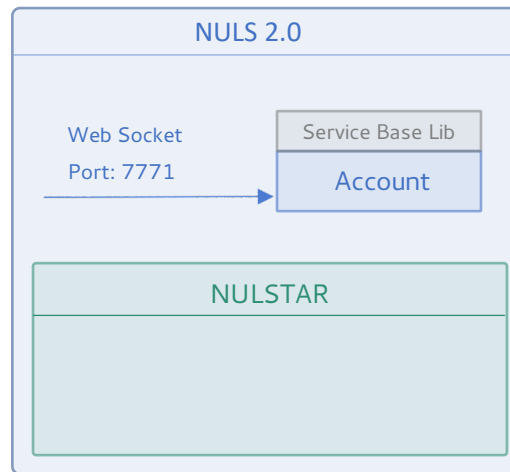 NULS 2.0
Web Socket
Port: 7771
Service Base Lib
Account
NULSTAR